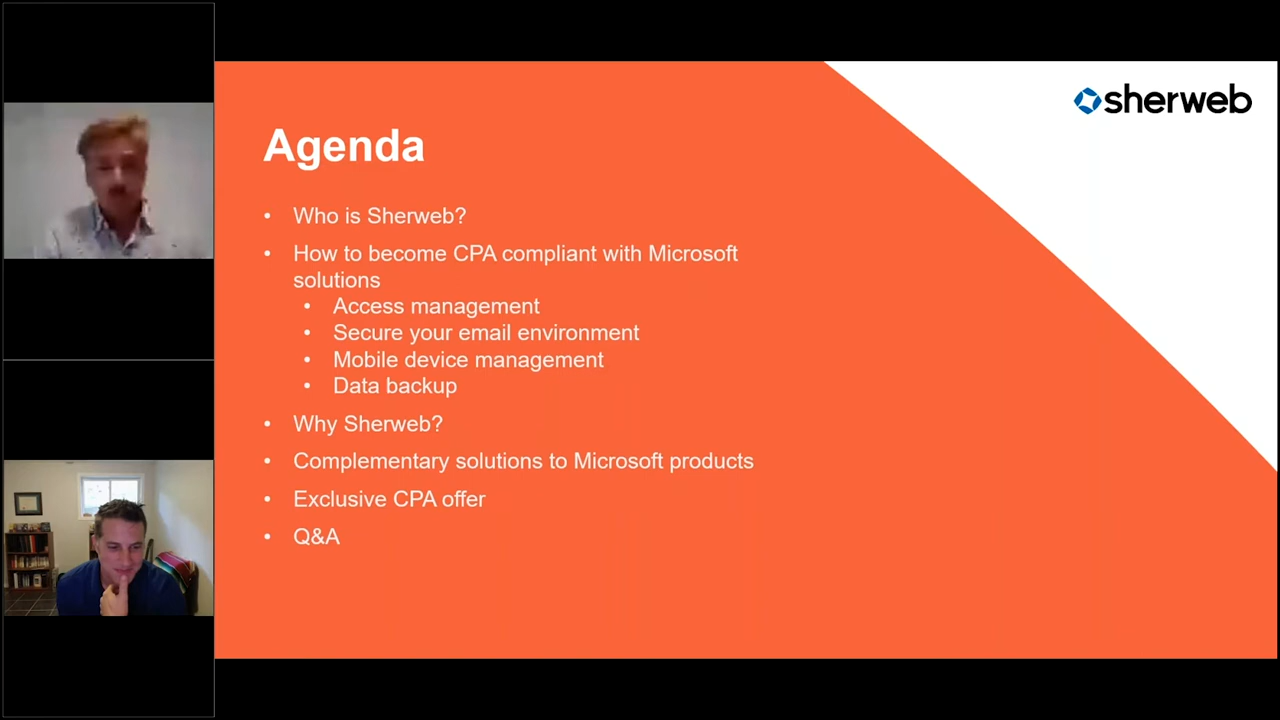 sherweb
Agenda
• Who is Sherweb?
• How to become CPA compliant with Microsoft
solutions
• Access management
• Secure your email environment
• Mobile device management
• Data backup
• Why Sherweb?
• Complementary solutions to Microsoft products
• Exclusive CPA offer
• Q&A